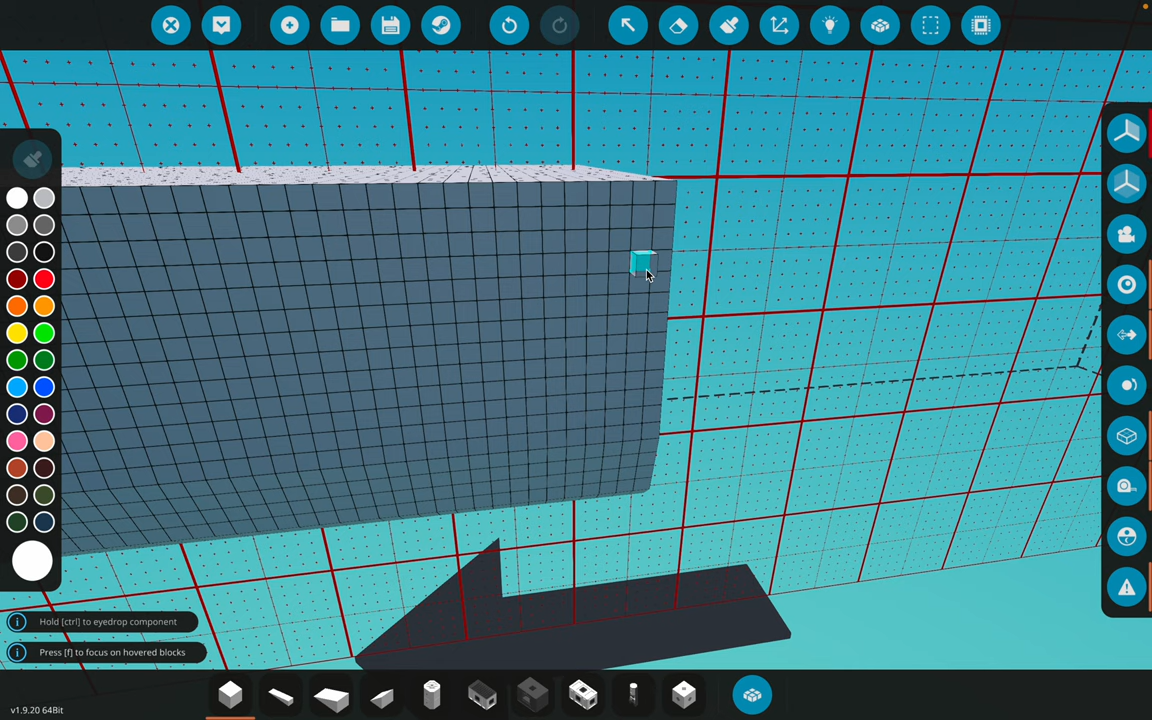 Hold [ctrl] to eyedrop component
Press [f] to focus on hovered blocks
v1.9.20 64Bit